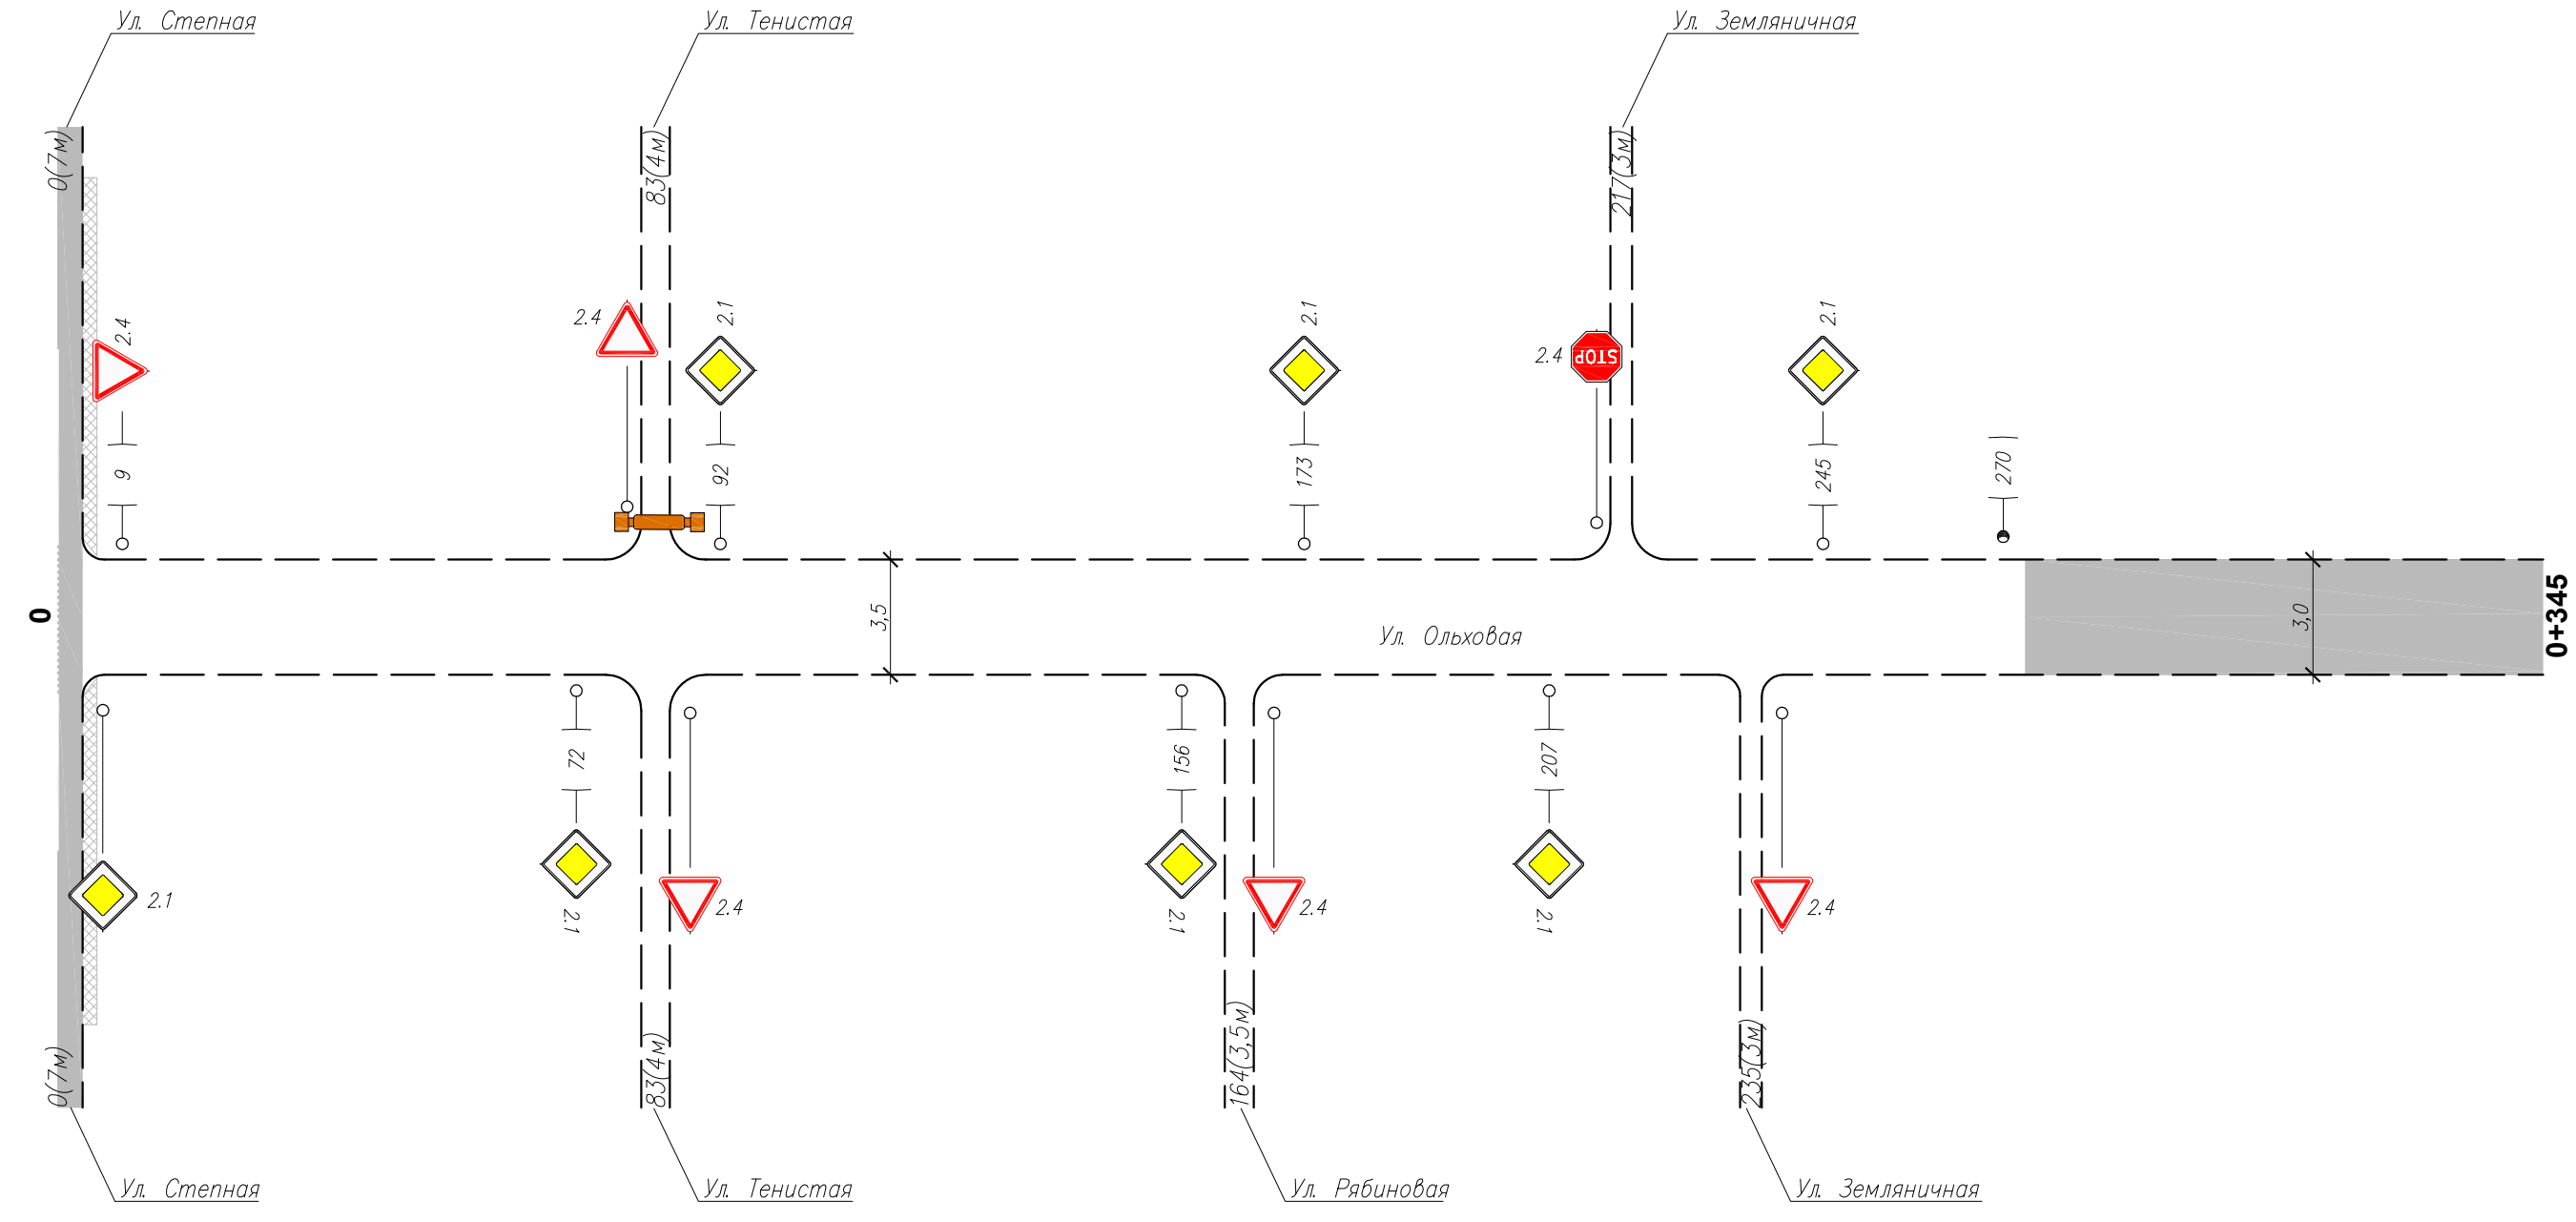 Ул. Степная
Ул. Тенистая
Ул. Земляничная
0(7м)
83(4м)
217(3м)
2.4
2.4
2.1
2.1
2.4
STOP
2.1
9
92
173
245
270
0
3,5
Ул. Ольховая
3,0
0+345
72
156
207
2.1
2.1
2.4
2.1
2.4
2.1
2.4
0(7м)
83(4м)
164(3,5м)
235(3м)
Ул. Степная
Ул. Тенистая
Ул. Рябиновая
Ул. Земляничная